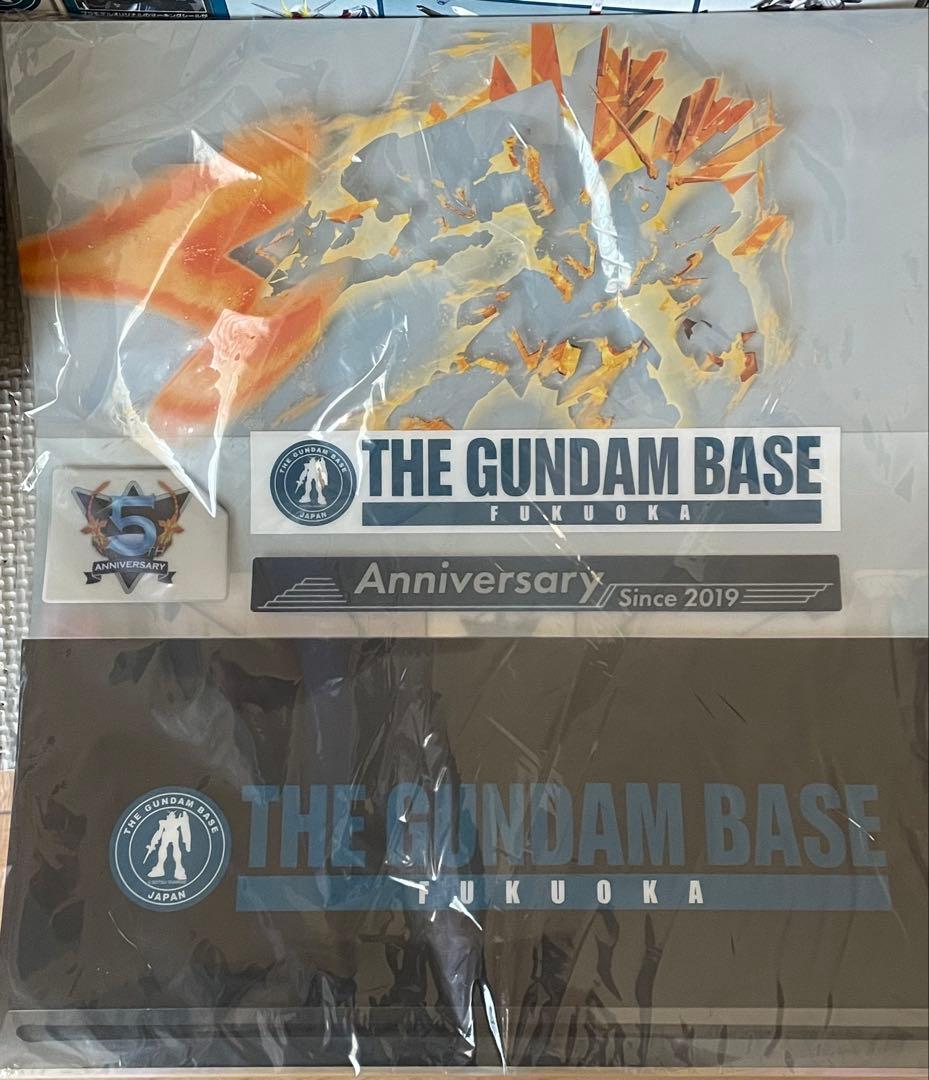 THE GUNDAM BASE
JAPAN
THE GUNDAM BASE
FUKUOKA
5
ANNIVERSARY
Anniversary
Since 2019
THE GUNDAM BASE
JAPAN
THE GUNDAM BASE
FUKUOKA